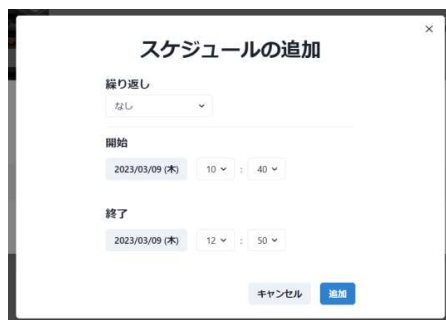 スケジュールの追加
繰り返し
なし
開始
2023/03/09 (木) 10 : 40
終了
2023/03/09 (木) 12 : 50
キャンセル 追加